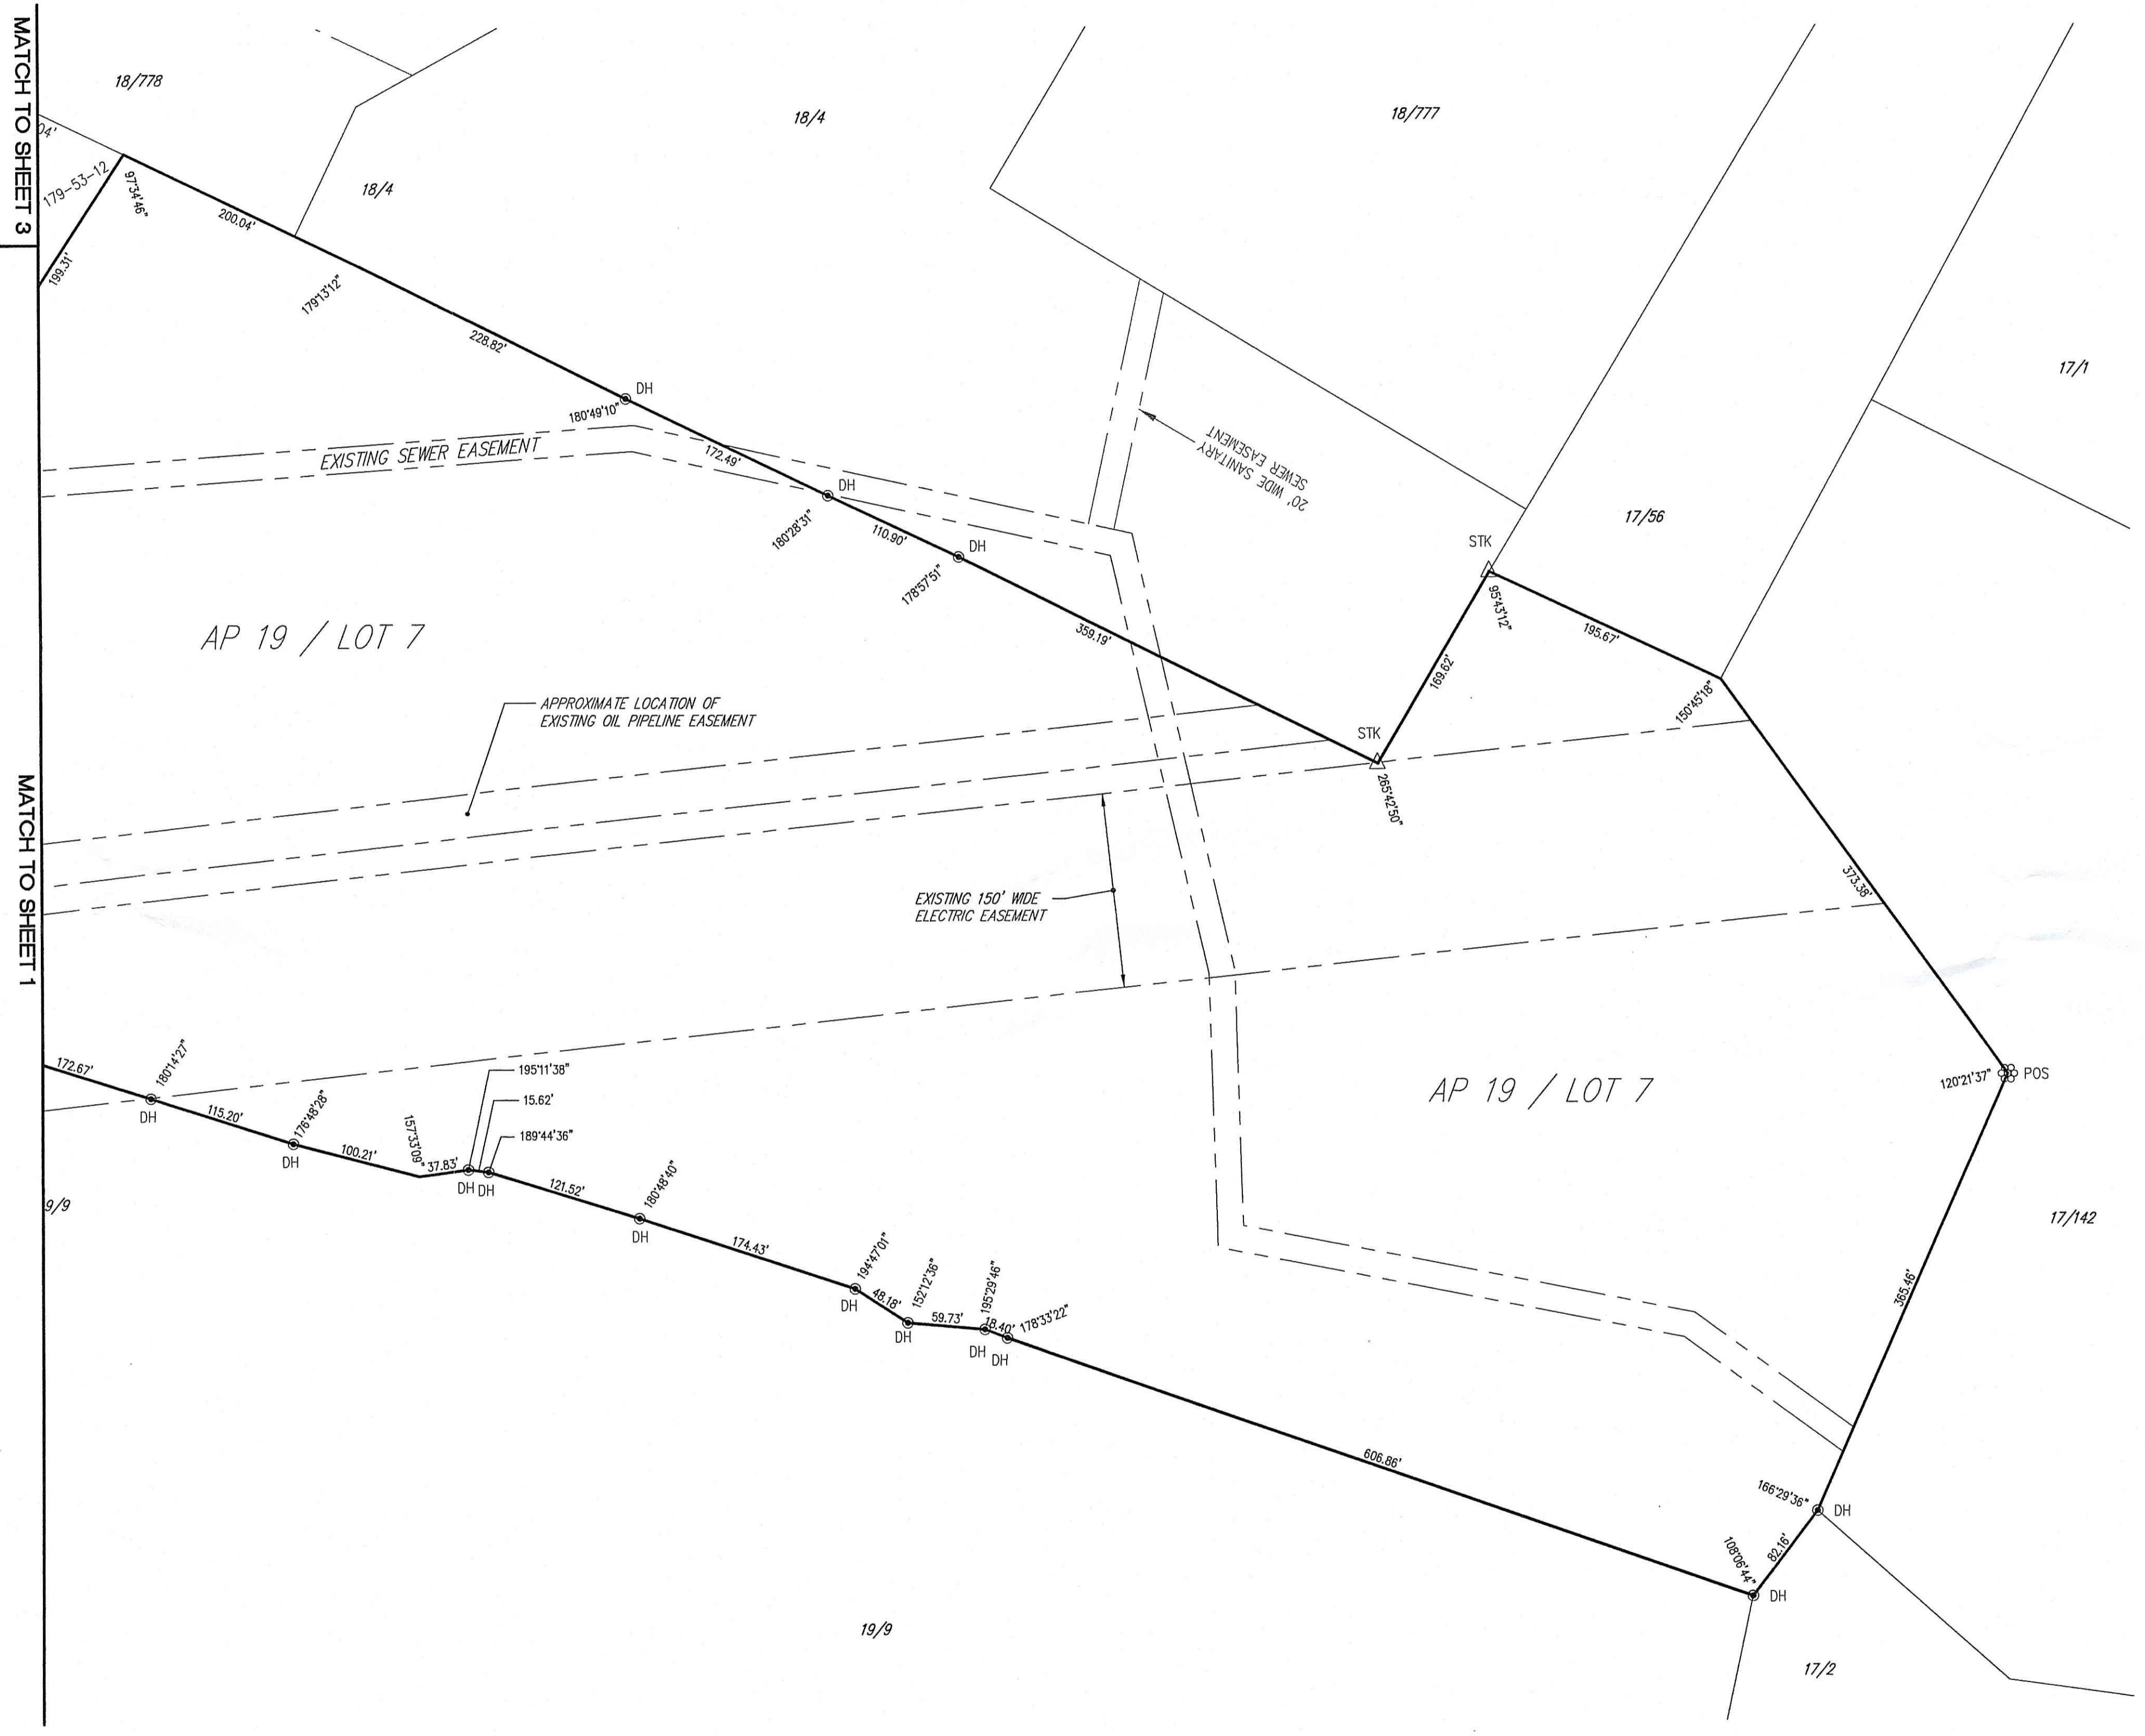 MATCH TO SHEET 3
MATCH TO SHEET 1
18/778
18/4
18/777
04'
179-53-12
97°34'46"
199.31'
200.04'
18/4
179°13'12"
17/1
228.82'
DH
180°49'10"
EXISTING SEWER EASEMENT
172.49'
DH
180°28'31"
110.90'
DH
178°57'51"
20' WIDE SANITARY
SEWER EASEMENT
17/56
STK
95°43'12"
195.67'
359.19'
169.62'
150°45'18"
STK
265°42'50"
AP 19 / LOT 7
APPROXIMATE LOCATION OF
EXISTING OIL PIPELINE EASEMENT
373.38'
EXISTING 150' WIDE
ELECTRIC EASEMENT
172.67'
180°14'27"
DH
115.20'
176°48'28"
DH
100.21'
157°33'09"
37.83'
195°11'38"
15.62'
189°44'36"
DH
DH
121.52'
180°48'40"
DH
174.43'
194°47'01"
DH
48.18'
152°12'36"
DH
59.73'
195°29'46"
DH
18.40'
178°33'22"
DH
AP 19 / LOT 7
120°21'37"
POS
9/9
17/142
365.46'
606.86'
166°29'36"
DH
82.16'
108°06'44"
DH
19/9
17/2